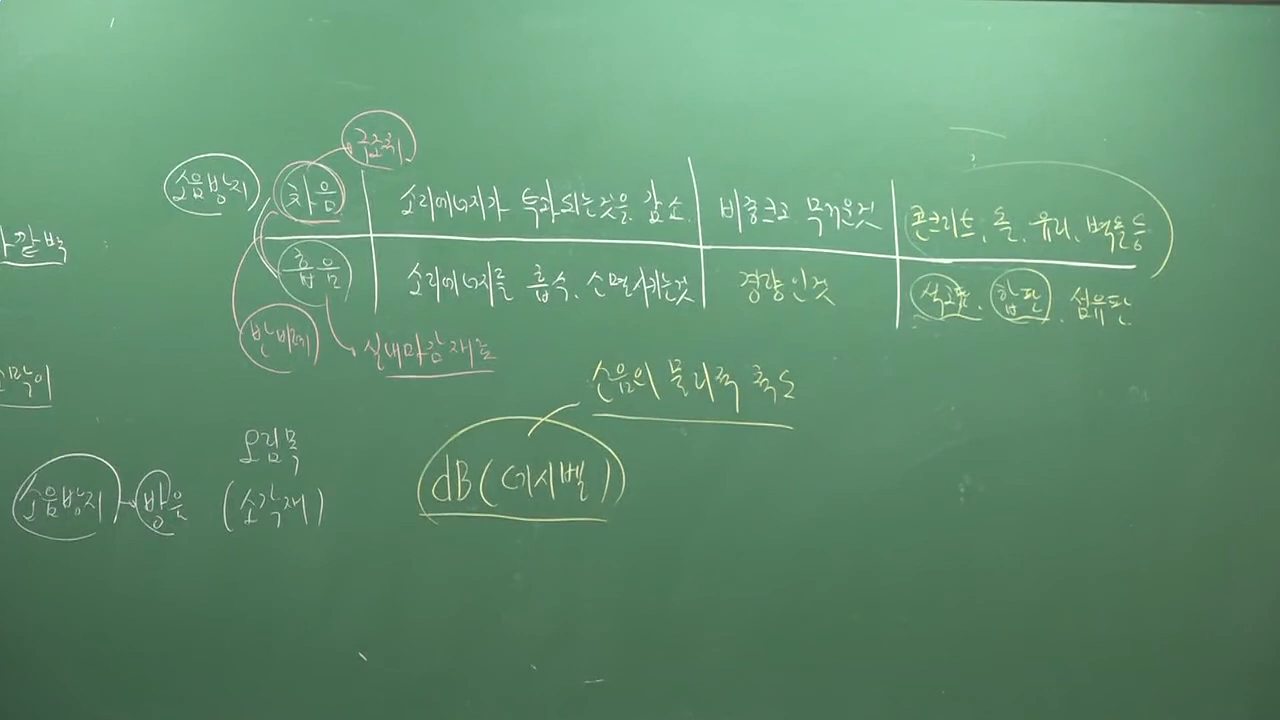 구조체
소음방지
차음 소리에너지가 투과되는것을 감소 비중크고 무거운것 콘크리트, 돌, 유리, 벽돌등
흡음 소리에너지를 흡수, 소멸시키는것 경량인것 석고판, 합판, 섬유판
반비례
실내마감재료
소음의 물리적 척도
dB (데시벨)
소음방지 방음
오림목
(소각재)